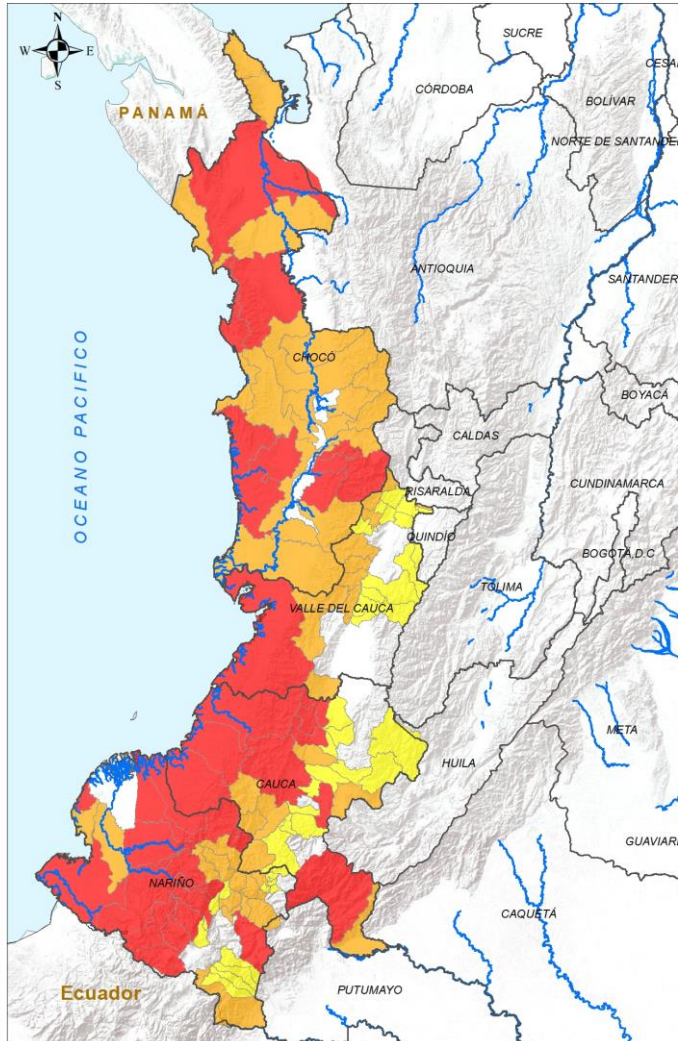 N
W E
S
SUCRE
CESAR
CÓRDOBA
BOLÍVAR
PANAMÁ
NORTE DE SANTANDER
ANTIOQUIA
SANTANDER
OCEANO PACIFICO
CHOCÓ
BOYACÁ
CALDAS
CUNDINAMARCA
RISARALDA
QUINDÍO
BOGOTÁ, D.C
TOLIMA
VALLE DEL CAUCA
META
HUILA
CAUCA
GUAVIARE
NARIÑO
CAQUETÁ
PUTUMAYO
Ecuador